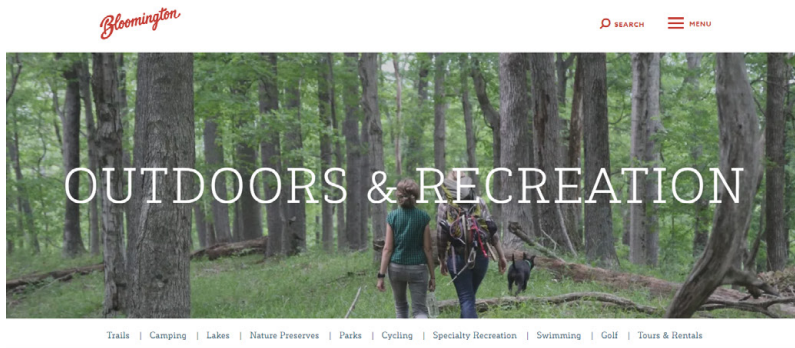 Bloomington
SEARCH
MENU
OUTDOORS & RECREATION
Trails | Camping | Lakes | Nature Preserves | Parks | Cycling | Specialty Recreation | Swimming | Golf | Tours & Rentals